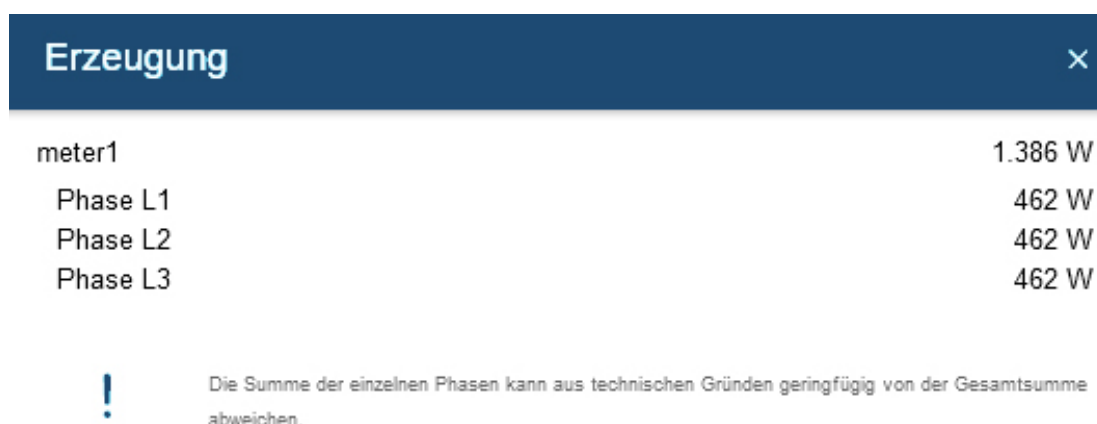 Erzeugung ×
meter1 1.386 W
Phase L1 462 W
Phase L2 462 W
Phase L3 462 W
! Die Summe der einzelnen Phasen kann aus technischen Gründen geringfügig von der Gesamtsumme
abweichen.